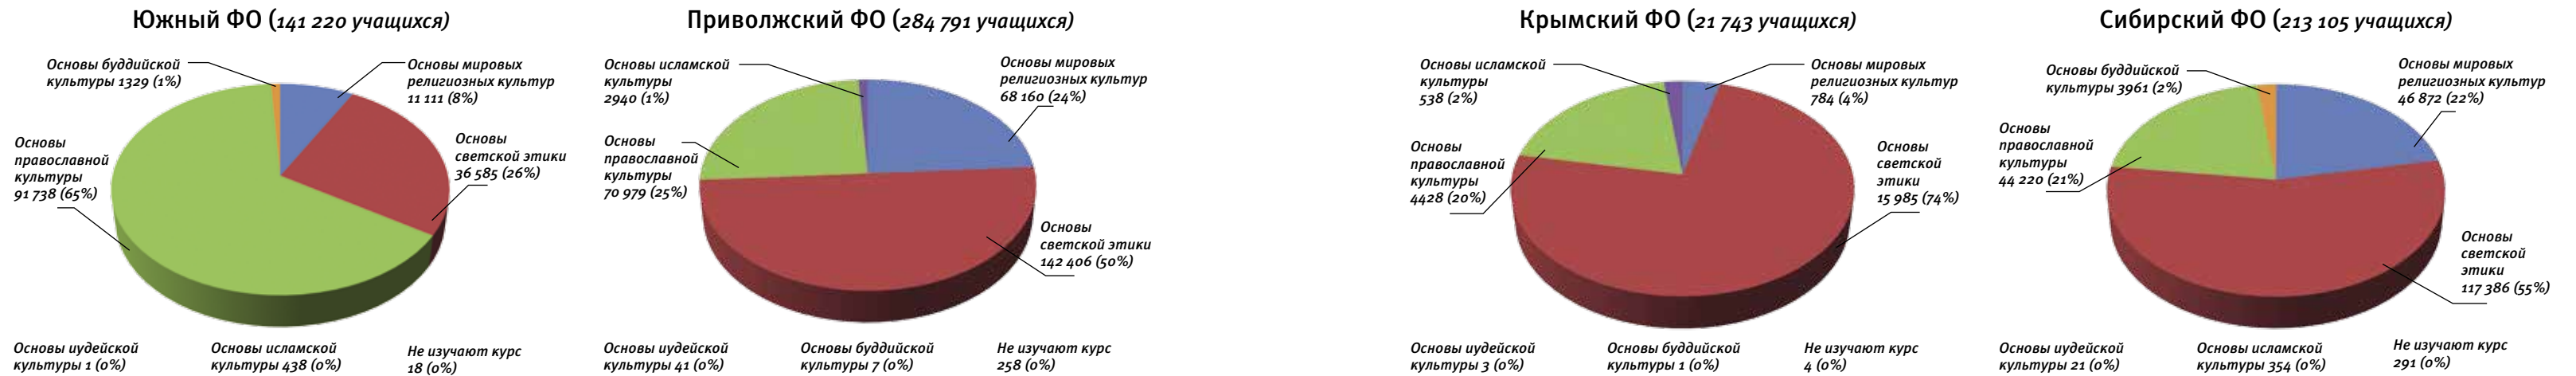 Южный ФО (141 220 учащихся)
Основы буддийской
культуры 1329 (1%)
Основы мировых
религиозных культур
11 111 (8%)
Основы
православной
культуры
91 738 (65%)
Основы
светской этики
36 585 (26%)
Основы иудейской
культуры 1 (0%)
Основы исламской
культуры 438 (0%)
Не изучают курс
18 (0%)
Приволжский ФО (284 791 учащихся)
Основы исламской
культуры
2940 (1%)
Основы мировых
религиозных культур
68 160 (24%)
Основы
православной
культуры
70 979 (25%)
Основы
светской этики
142 406 (50%)
Основы иудейской
культуры 41 (0%)
Основы буддийской
культуры 7 (0%)
Не изучают курс
258 (0%)
Крымский ФО (21 743 учащихся)
Основы исламской
культуры
538 (2%)
Основы мировых
религиозных культур
784 (4%)
Основы
православной
культуры
4428 (20%)
Основы
светской
этики
15 985 (74%)
Основы иудейской
культуры 3 (0%)
Основы буддийской
культуры 1 (0%)
Не изучают курс
4 (0%)
Сибирский ФО (213 105 учащихся)
Основы буддийской
культуры 3961 (2%)
Основы мировых
религиозных культур
46 872 (22%)
Основы
православной
культуры
44 220 (21%)
Основы
светской
этики
117 386 (55%)
Основы иудейской
культуры 21 (0%)
Основы исламской
культуры 354 (0%)
Не изучают курс
291 (0%)